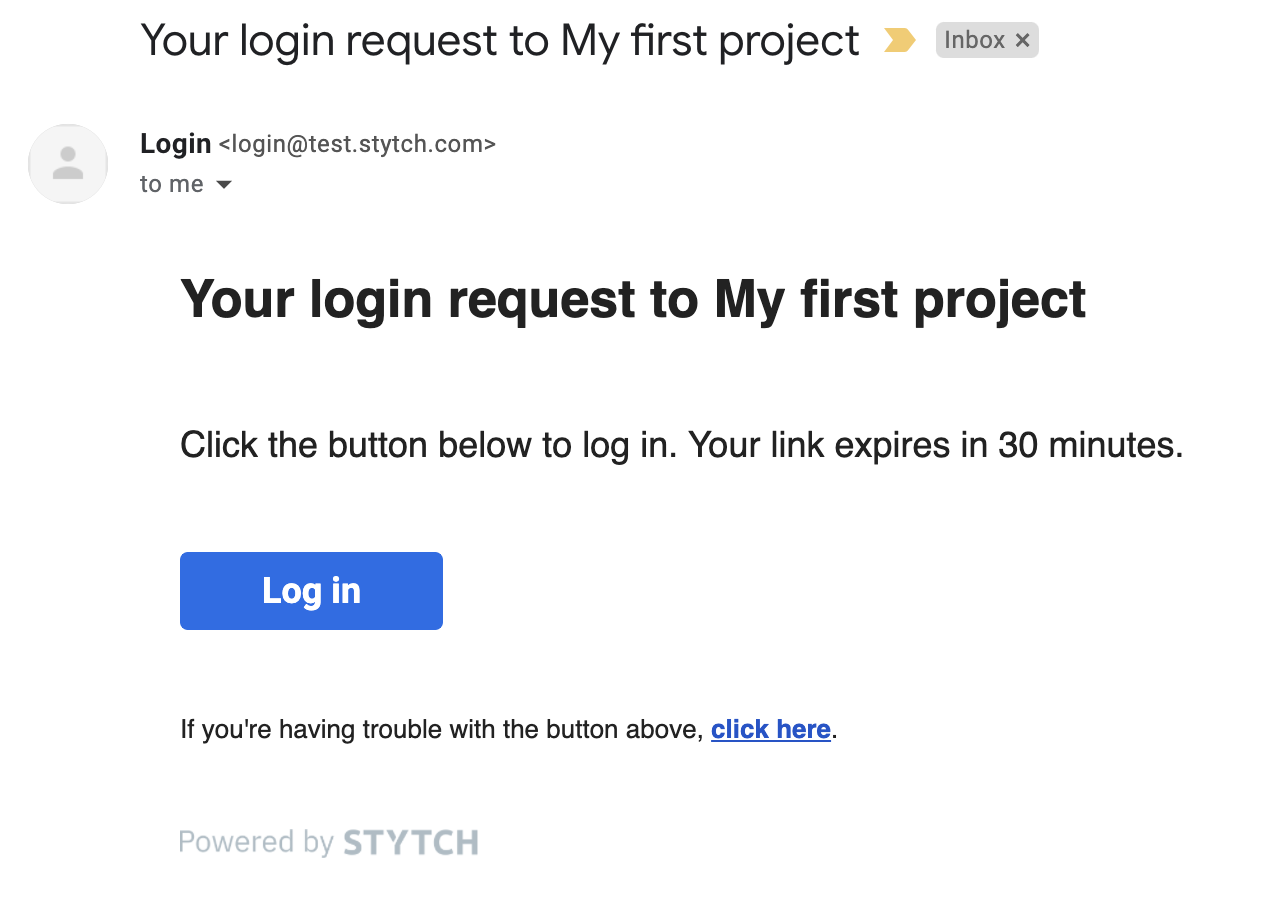 Your login request to My first project Inbox ×
Login <login@test.stytch.com>
to me
Your login request to My first project
Click the button below to log in. Your link expires in 30 minutes.
Log in
If you're having trouble with the button above, click here.
Powered by STYTCH